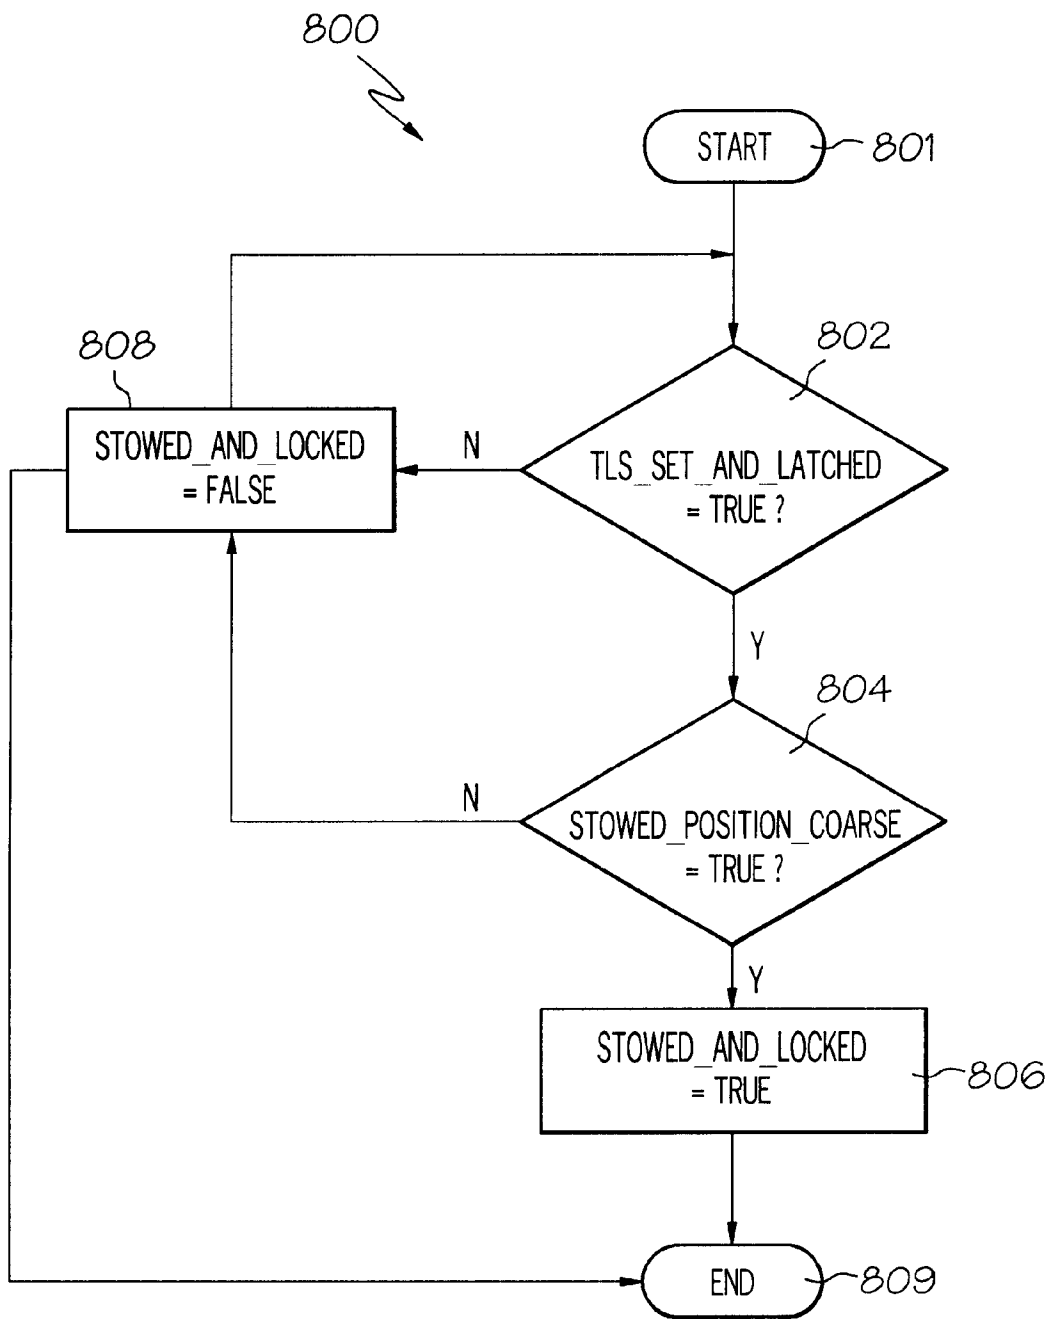 800
START
801
802
808
STOWED_AND_LOCKED
= FALSE
N
TLS_SET_AND_LATCHED
= TRUE ?
Y
804
N
STOWED_POSITION_COARSE
= TRUE ?
Y
STOWED_AND_LOCKED
= TRUE
806
END
809